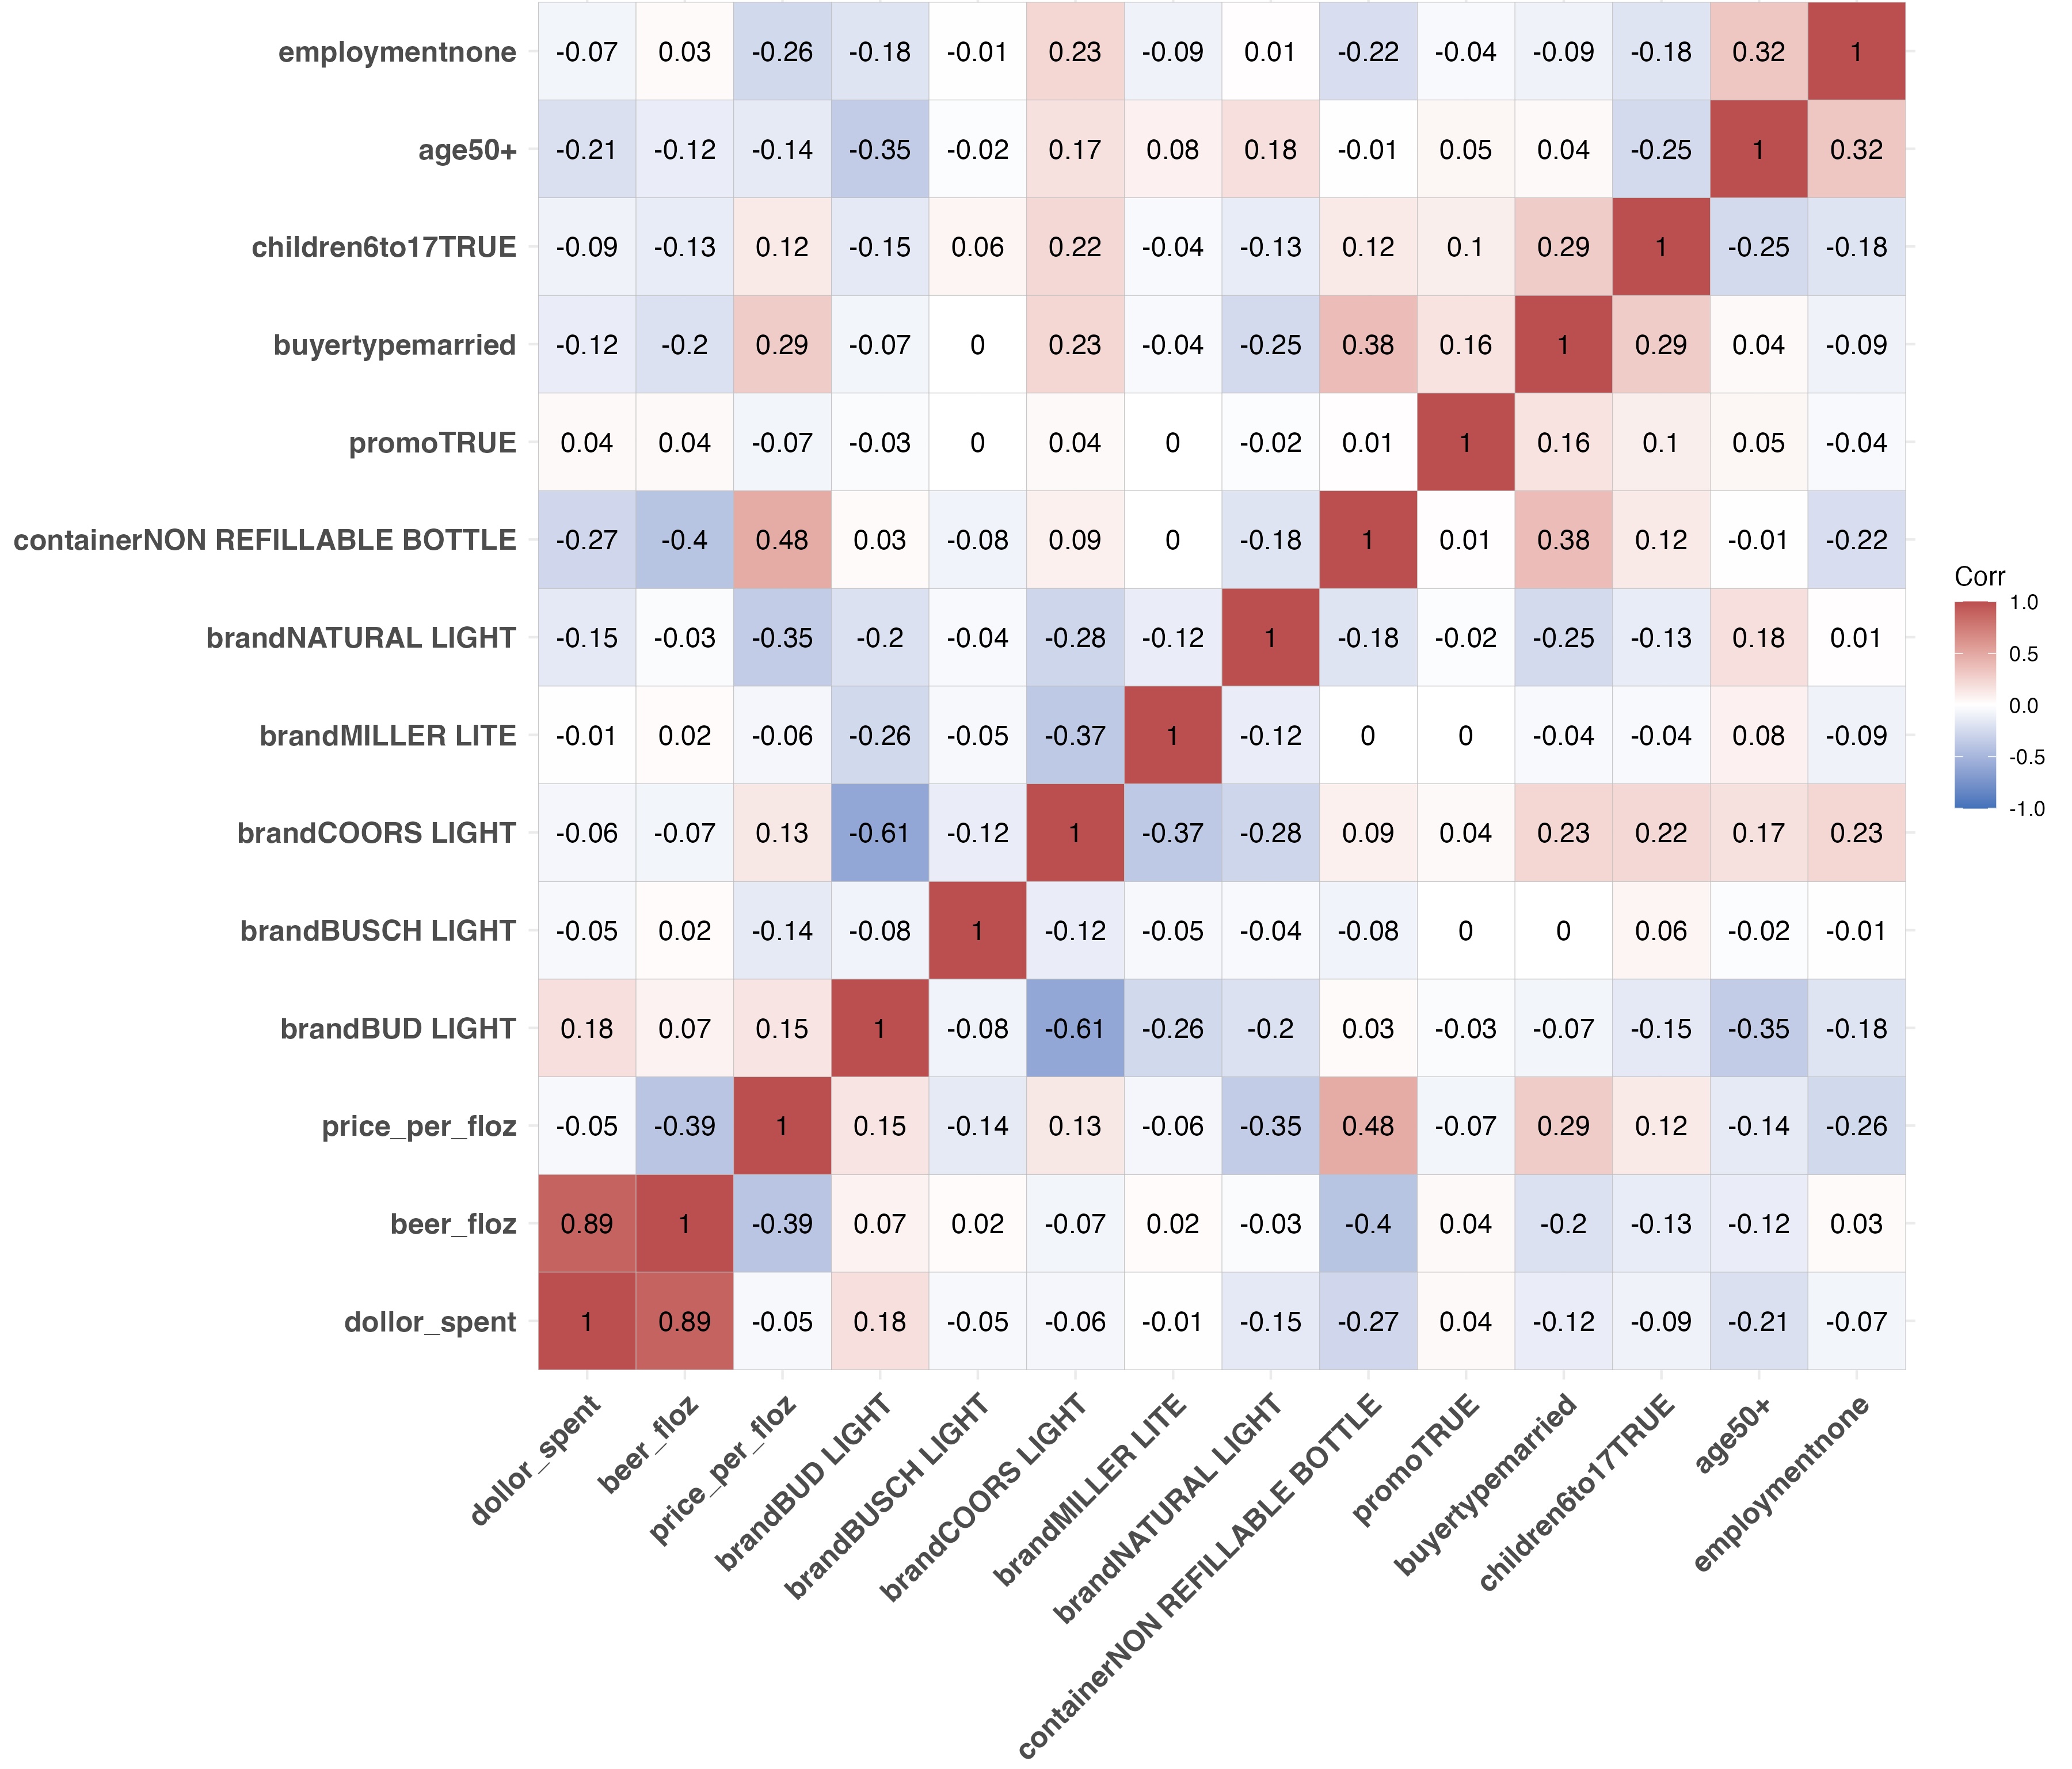 employmentnone -0.07 0.03 -0.26 -0.18 -0.01 0.23 -0.09 0.01 -0.22 -0.04 -0.09 -0.18 0.32 1
age50+ -0.21 -0.12 -0.14 -0.35 -0.02 0.17 0.08 0.18 -0.01 0.05 0.04 -0.25 1 0.32
children6to17TRUE -0.09 -0.13 0.12 -0.15 0.06 0.22 -0.04 -0.13 0.12 0.1 0.29 1 -0.25 -0.18
buyertypemarried -0.12 -0.2 0.29 -0.07 0 0.23 -0.04 -0.25 0.38 0.16 1 0.29 0.04 -0.09
promoTRUE 0.04 0.04 -0.07 -0.03 0 0.04 0 -0.02 0.01 1 0.16 0.1 0.05 -0.04
containerNON REFILLABLE BOTTLE -0.27 -0.4 0.48 0.03 -0.08 0.09 0 -0.18 1 0.01 0.38 0.12 -0.01 -0.22
brandNATURAL LIGHT -0.15 -0.03 -0.35 -0.2 -0.04 -0.28 -0.12 1 -0.18 -0.02 -0.25 -0.13 0.18 0.01
brandMILLER LITE -0.01 0.02 -0.06 -0.26 -0.05 -0.37 1 -0.12 0 0 -0.04 -0.04 0.08 -0.09
brandCOORS LIGHT -0.06 -0.07 0.13 -0.61 -0.12 1 -0.37 -0.28 0.09 0.04 0.23 0.22 0.17 0.23
brandBUSCH LIGHT -0.05 0.02 -0.14 -0.08 1 -0.12 -0.05 -0.04 -0.08 0 0 0.06 -0.02 -0.01
brandBUD LIGHT 0.18 0.07 0.15 1 -0.08 -0.61 -0.26 -0.2 0.03 -0.03 -0.07 -0.15 -0.35 -0.18
price_per_floz -0.05 -0.39 1 0.15 -0.14 0.13 -0.06 -0.35 0.48 -0.07 0.29 0.12 -0.14 -0.26
beer_floz 0.89 1 -0.39 0.07 0.02 -0.07 0.02 -0.03 -0.4 0.04 -0.2 -0.13 -0.12 0.03
dollor_spent 1 0.89 -0.05 0.18 -0.05 -0.06 -0.01 -0.15 -0.27 0.04 -0.12 -0.09 -0.21 -0.07
dollor_spent
beer_floz
price_per_floz
brandBUD LIGHT
brandBUSCH LIGHT
brandCOORS LIGHT
brandMILLER LITE
brandNATURAL LIGHT
containerNON REFILLABLE BOTTLE
promoTRUE
buyertypemarried
children6to17TRUE
age50+
employmentnone
Corr
1.0
0.5
0.0
-0.5
-1.0